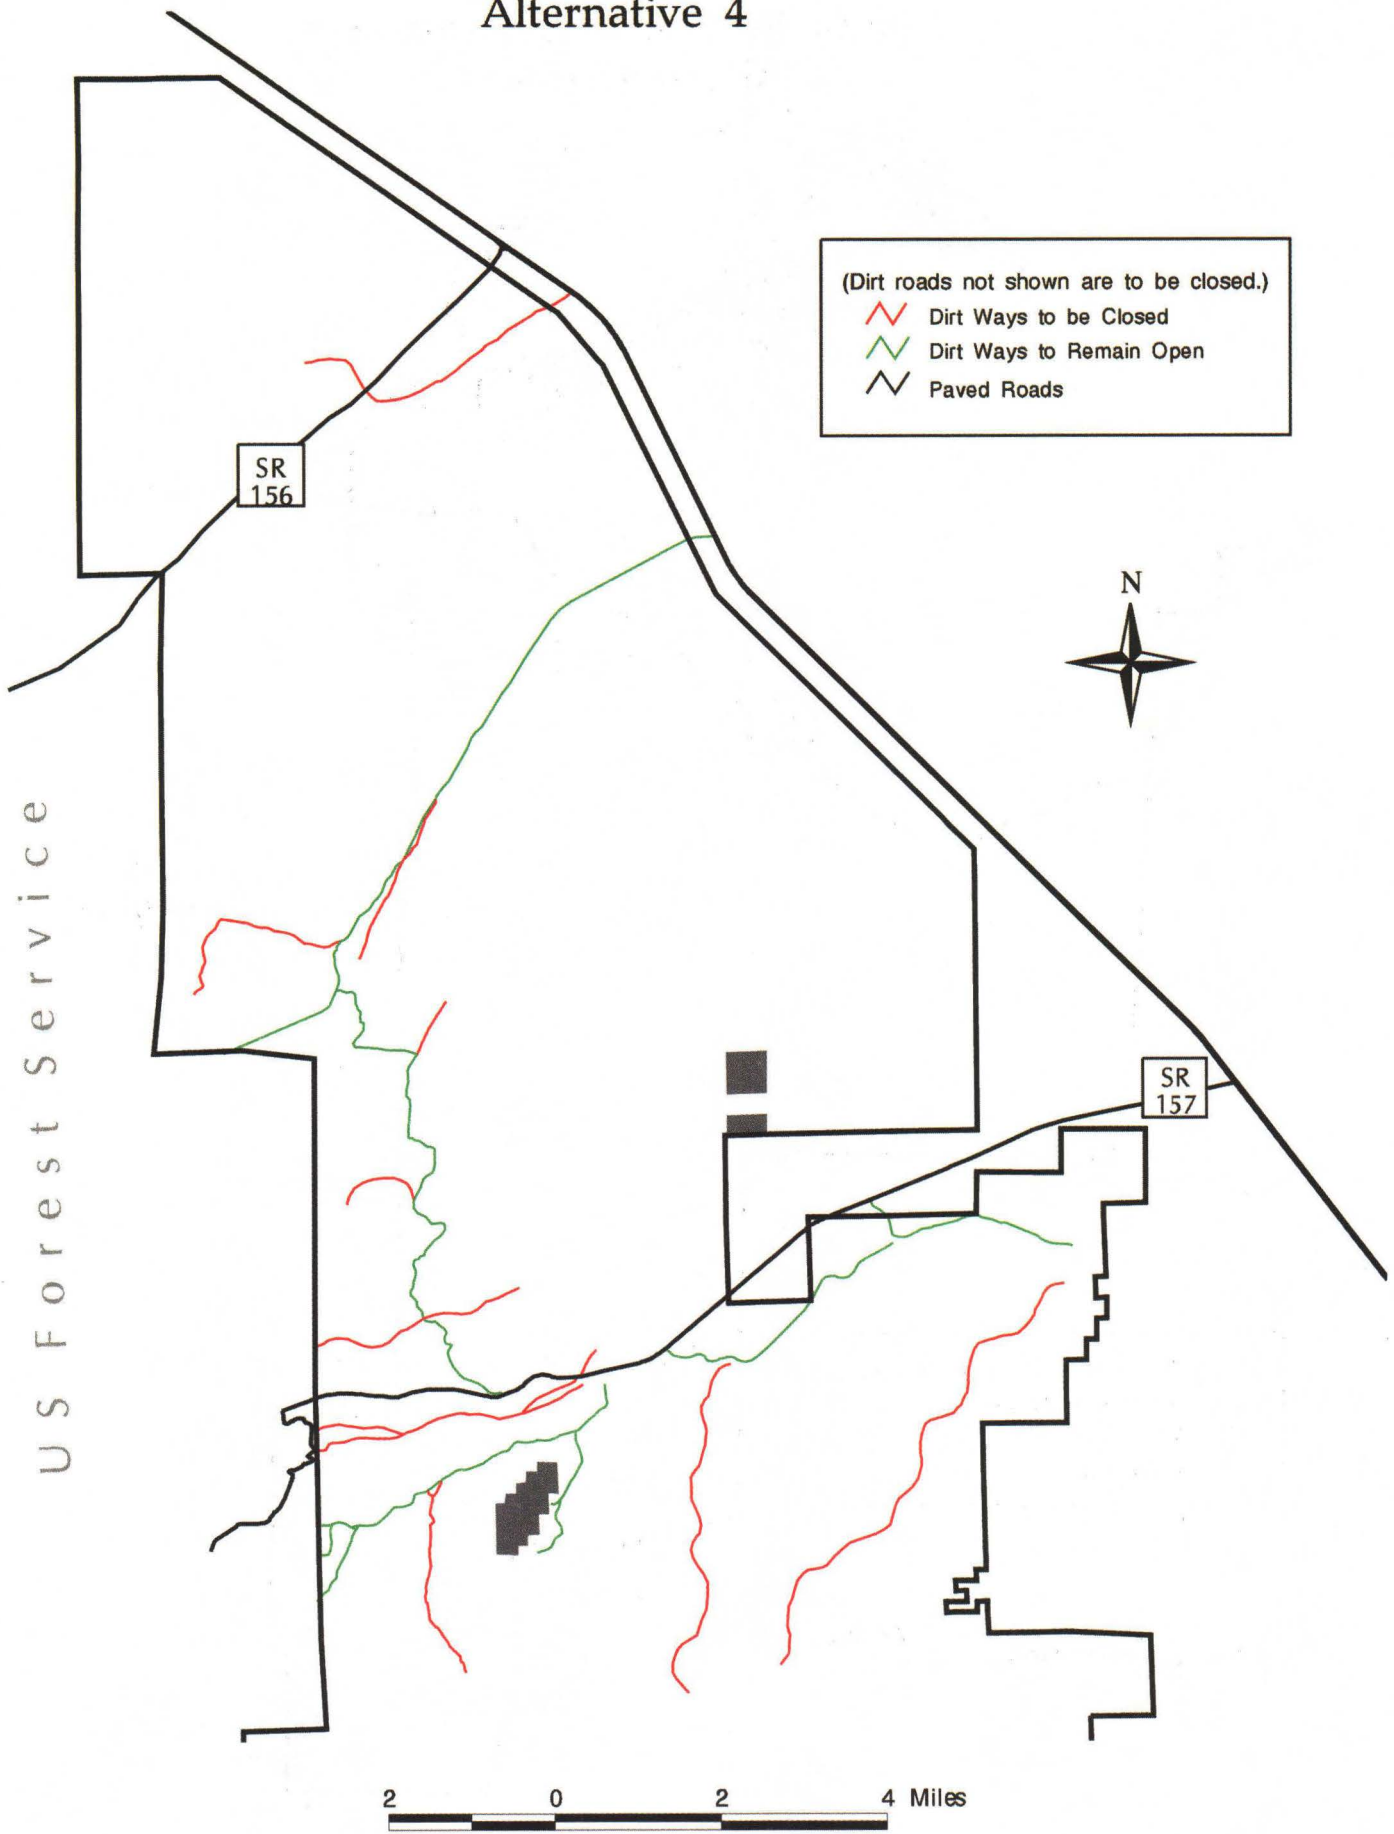 Alternative 4
(Dirt roads not shown are to be closed.)
Dirt Ways to be Closed
Dirt Ways to Remain Open
Paved Roads
SR
156
N
US Forest Service
SR
157
2 0 2 4 Miles